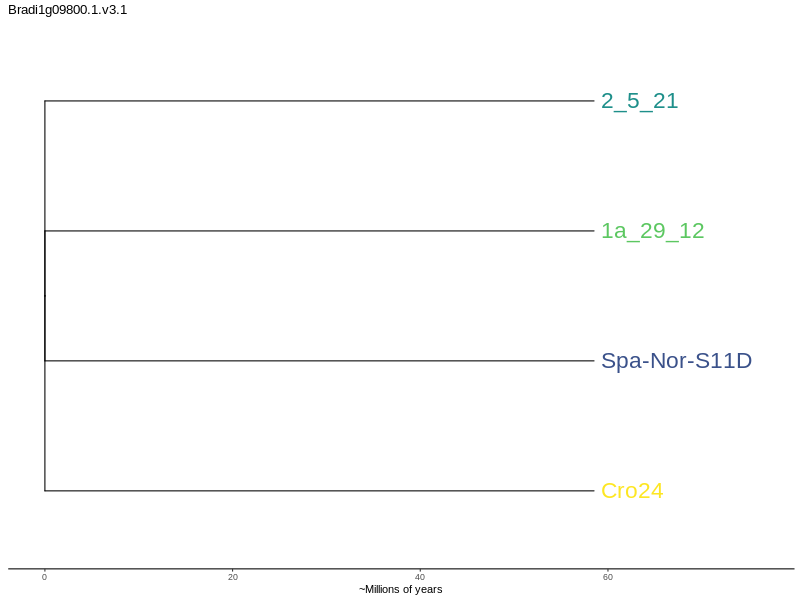 Bradi1g09800.1.v3.1
2_5_21
1a_29_12
Spa-Nor-S11D
Cro24
0 20 40 60
~Millions of years